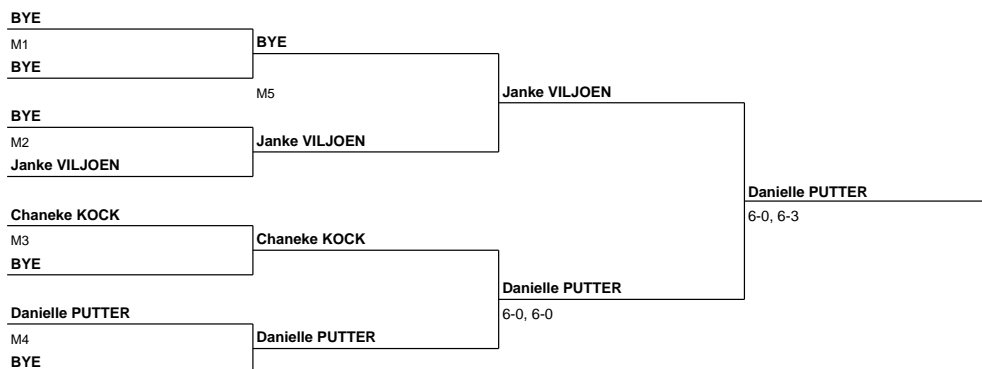 BYE
M1
BYE
BYE
M5
BYE
M2
Janke VILJOEN
Janke VILJOEN
Janke VILJOEN
Chaneke KOCK
M3
BYE
Chaneke KOCK
Danielle PUTTER
M4
BYE
Danielle PUTTER
Danielle PUTTER
6-0, 6-0
Danielle PUTTER
6-0, 6-3